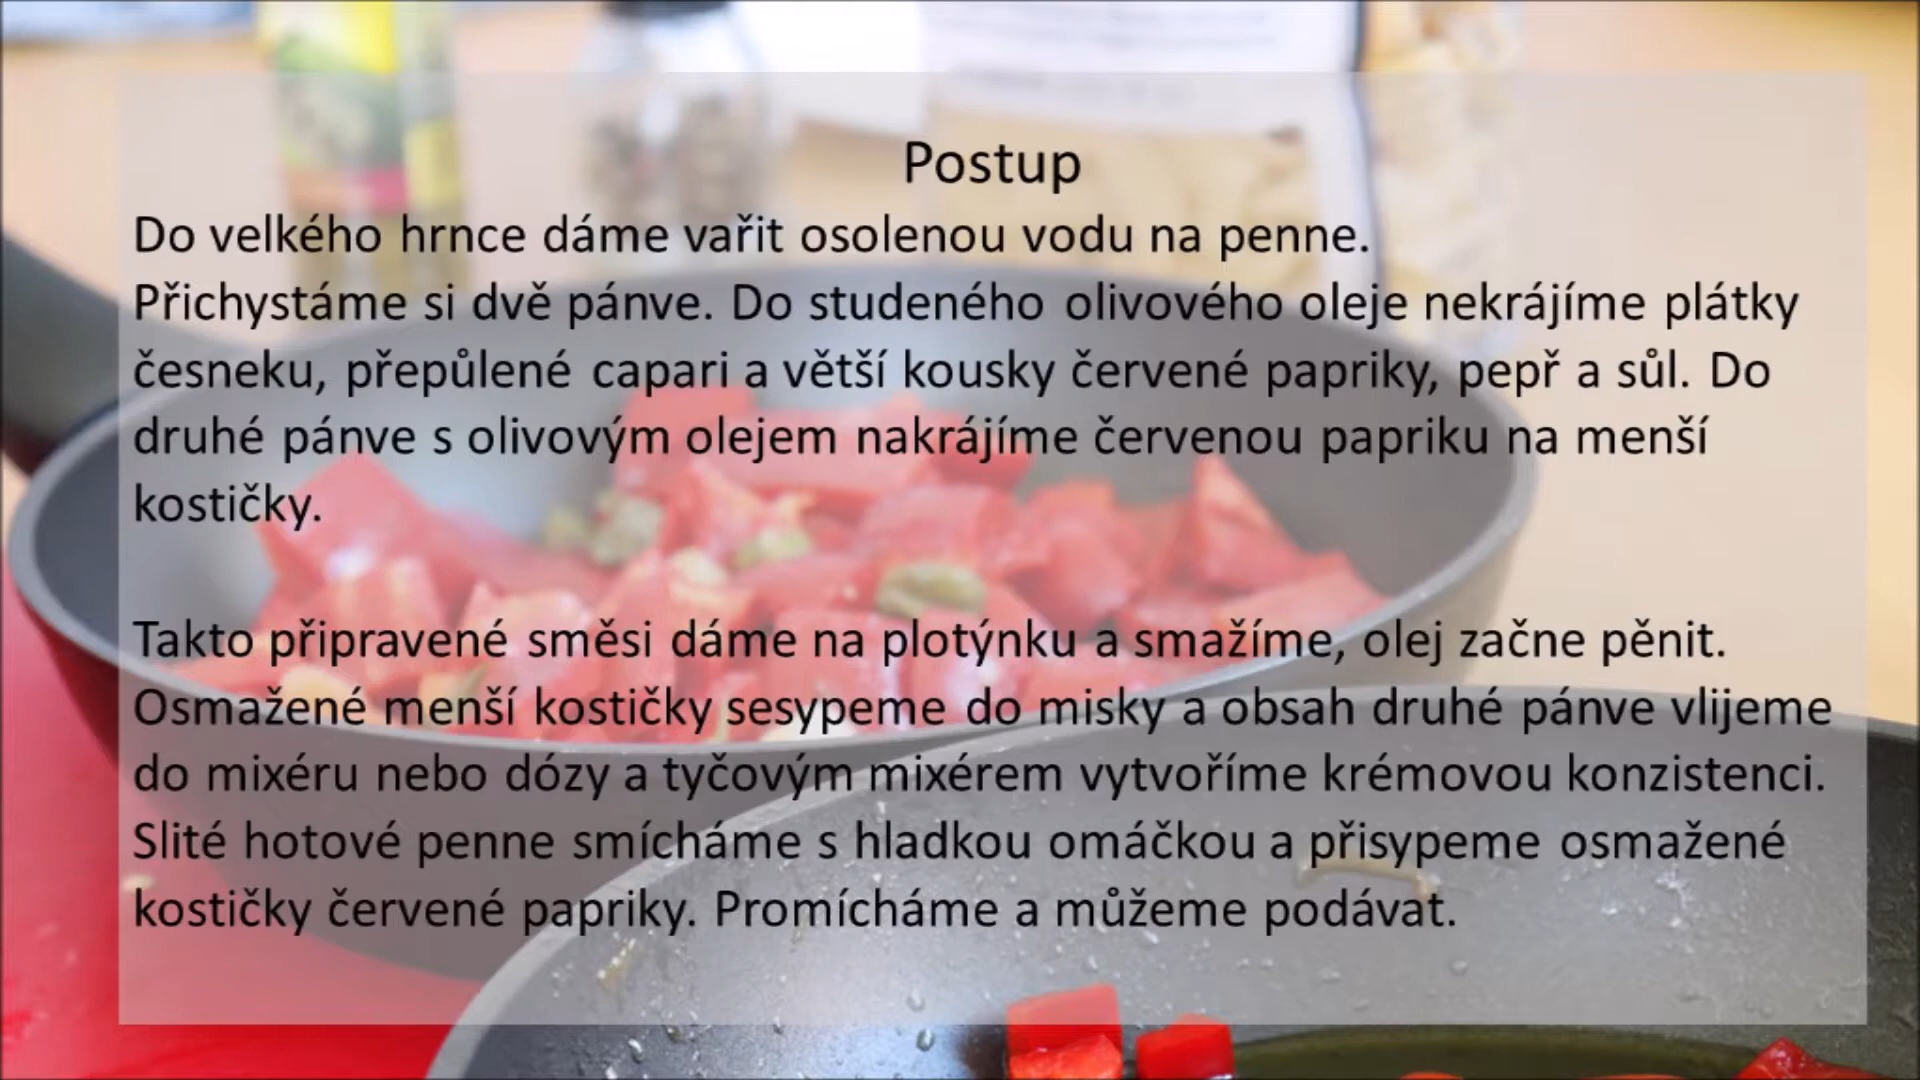 Postup
Do velkého hrnce dáme vařit osolenou vodu na penne.
Přichystáme si dvě pánve. Do studeného olivového oleje nekrájíme plátky
česneku, přepůlené capari a větší kousky červené papriky, pepř a sůl. Do
druhé pánve s olivovým olejem nakrájíme červenou papriku na menší
kostičky.
Takto připravené směsi dáme na plotýnku a smažíme, olej začne pěnit.
Osmažené menší kostičky sesypeme do misky a obsah druhé pánve vlijeme
do mixéru nebo dózy a tyčovým mixérem vytvoříme krémovou konzistenci.
Slité hotové penne smícháme s hladkou omáčkou a přisypeme osmažené
kostičky červené papriky. Promícháme a můžeme podávat.